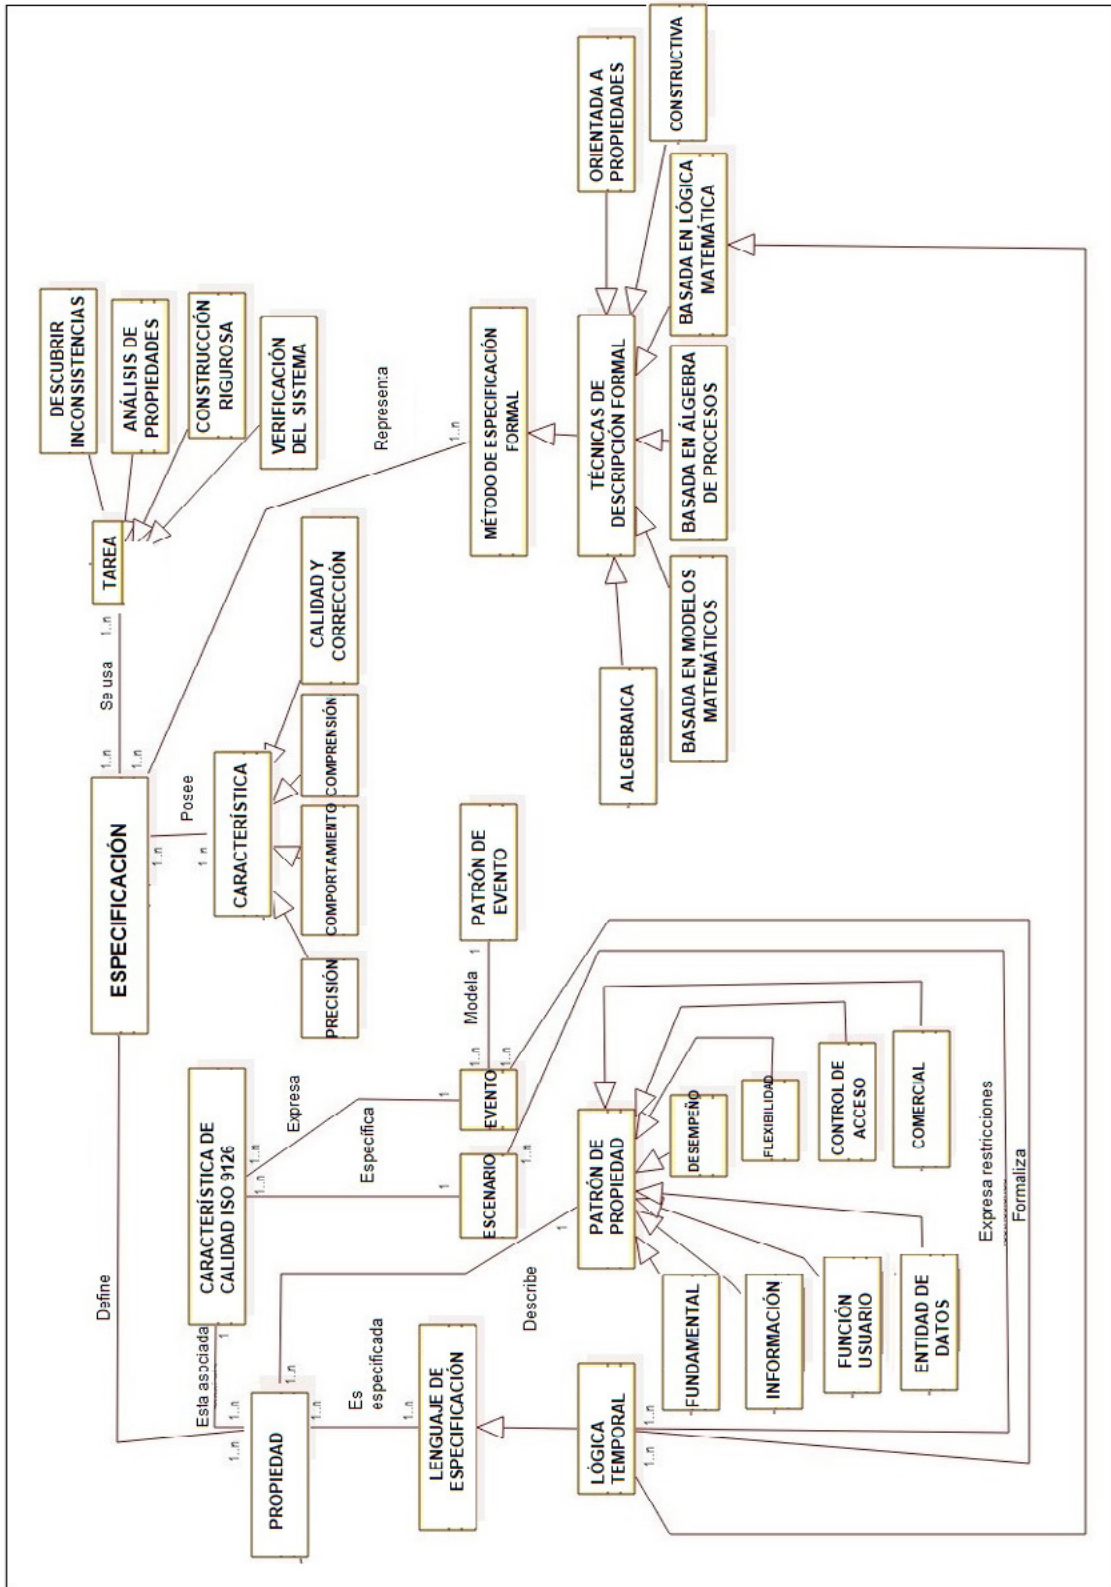 DESCUBRIR
INCONSISTENCIAS
Define
ESPECIFICACIÓN
1..n
1..n
Se usa
1..n
TAREA
ANÁLISIS DE
PROPIEDADES
CONSTRUCCIÓN
RIGUROSA
VERIFICACIÓN
DEL SISTEMA
1..n
Posee
1..n
1..n
Esta asociada
1
1..n
CARACTERÍSTICA DE
CALIDAD ISO 9126
CARACTERÍSTICA
PRECISIÓN
COMPORTAMIENTO
COMPRENSIÓN
CALIDAD Y
CORRECCIÓN
PROPIEDAD
1..n
1..n
1..n
1..n
Expresa
Específica
Es
especificada
1..n
Representa
1..n
LENGUAJE DE
ESPECIFICACIÓN
1
1
ESCENARIO
EVENTO
1..n
Modela
1
PATRÓN DE
EVENTO
MÉTODO DE ESPECIFICACIÓN
FORMAL
1..n
1..n
Describe
1
LÓGICA
TEMPORAL
1..n
1..n
PATRÓN DE
PROPIEDAD
TÉCNICAS DE
DESCRIPCIÓN FORMAL
ORIENTADA A
PROPIEDADES
ALGEBRAICA
CONSTRUCTIVA
FUNDAMENTAL
DESEMPEÑO
BASADA EN MODELOS
MATEMÁTICOS
BASADA EN ÁLGEBRA
DE PROCESOS
BASADA EN LÓGICA
MATEMÁTICA
INFORMACIÓN
FLEXIBILIDAD
FUNCIÓN
USUARIO
CONTROL DE
ACCESO
ENTIDAD DE
DATOS
COMERCIAL
Expresa restricciones
Formaliza